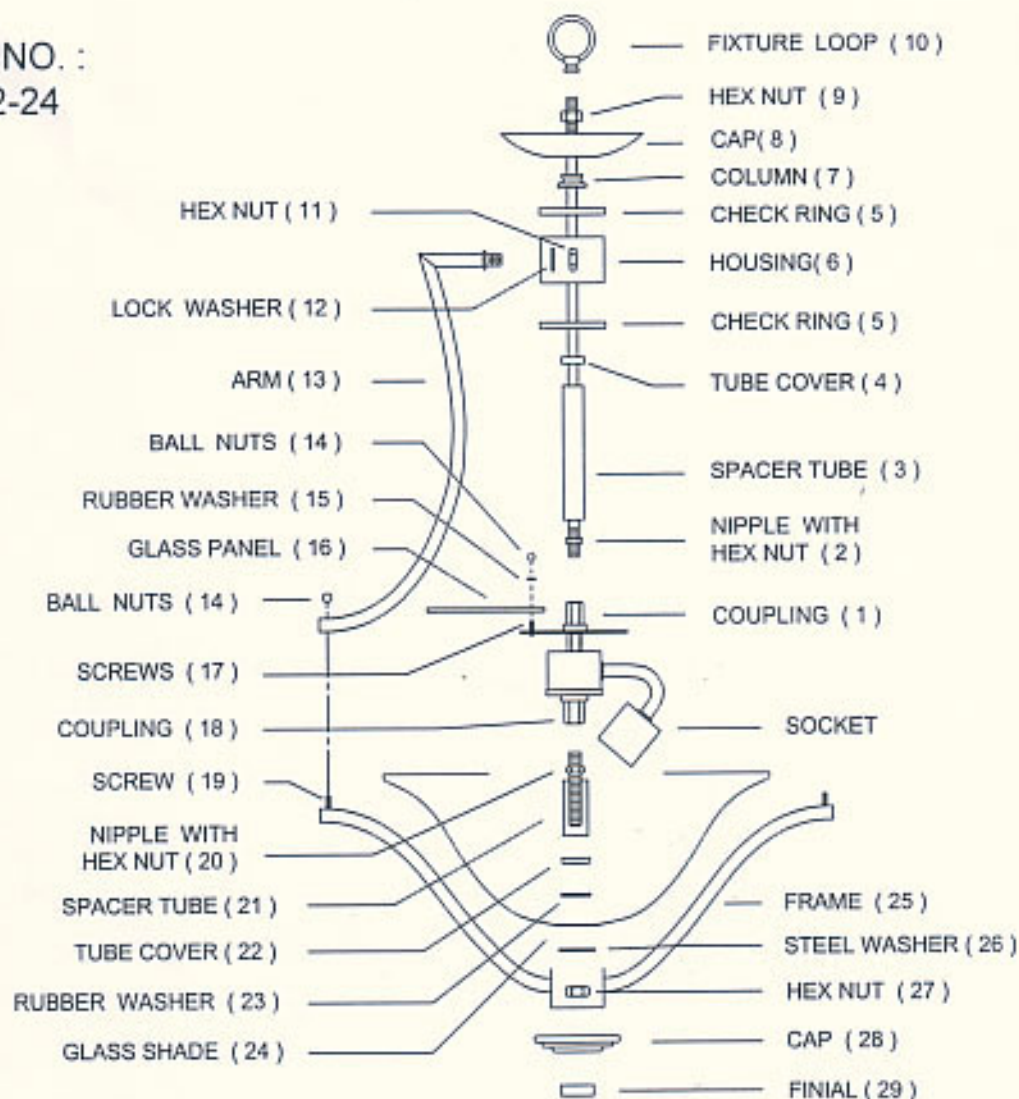 NO. :
2-24
FIXTURE LOOP ( 10 )
HEX NUT ( 9 )
CAP( 8 )
COLUMN ( 7 )
CHECK RING ( 5 )
HOUSING( 6 )
CHECK RING ( 5 )
TUBE COVER ( 4 )
SPACER TUBE ( 3 )
NIPPLE WITH
HEX NUT ( 2 )
COUPLING ( 1 )
SOCKET
FRAME ( 25 )
STEEL WASHER ( 26 )
HEX NUT ( 27 )
CAP ( 28 )
FINIAL ( 29 )
HEX NUT ( 11 )
LOCK WASHER ( 12 )
ARM ( 13 )
BALL NUTS ( 14 )
RUBBER WASHER ( 15 )
GLASS PANEL ( 16 )
BALL NUTS ( 14 )
SCREWS ( 17 )
COUPLING ( 18 )
SCREW ( 19 )
NIPPLE WITH
HEX NUT ( 20 )
SPACER TUBE ( 21 )
TUBE COVER ( 22 )
RUBBER WASHER ( 23 )
GLASS SHADE ( 24 )